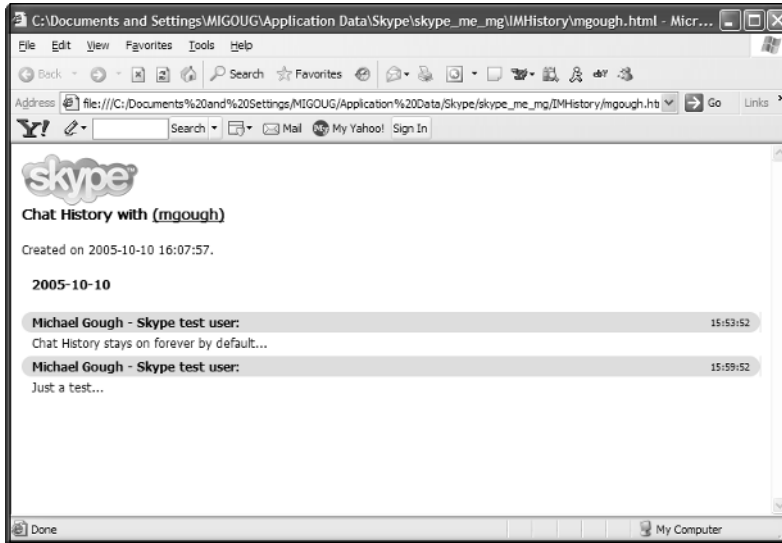 C:\Documents and Settings\MIGOUG\Application Data\Skype\skype_me_mg\IMHistory\mgough.html - Micr...
File Edit View Favorites Tools Help
Back Search Favorites
Address file:///C:/Documents%20and%20Settings/MIGOUG/Application%20Data/Skype/skype_me_mg/IMHistory/mgough.ht Go Links »
Y! Search Mail My Yahoo! Sign In
skype™
Chat History with (mgough)
Created on 2005-10-10 16:07:57.
2005-10-10
Michael Gough - Skype test user: 15:53:52
Chat History stays on forever by default...
Michael Gough - Skype test user: 15:59:52
Just a test...
Done My Computer